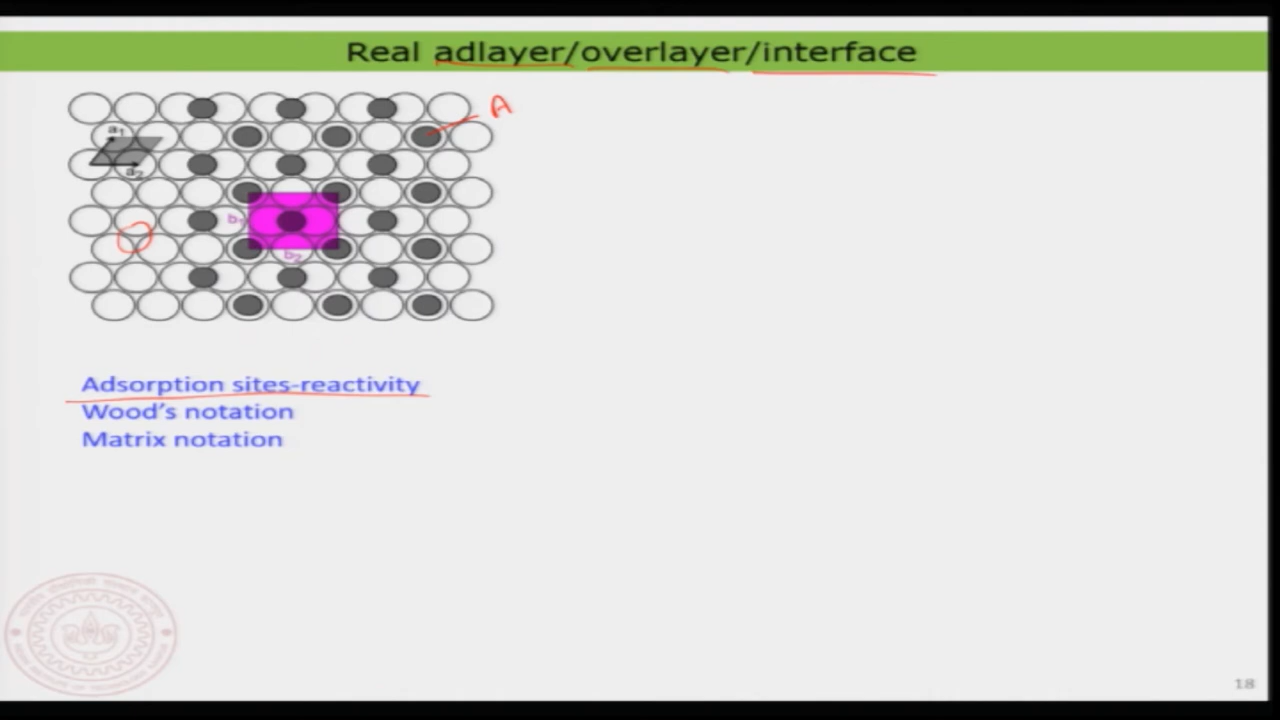 Real adlayer/overlayer/interface
A
a1
a2
b1
b2
Adsorption sites-reactivity
Wood's notation
Matrix notation
18